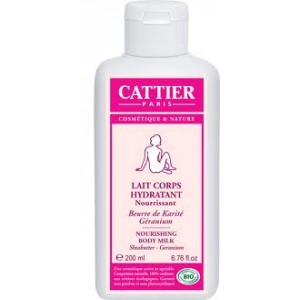 CATTIER
PARIS
COSMÉTIQUE & NATURE
LAIT CORPS
HYDRATANT
Nourrissant
Beurre de Karité
Géranium
NOURISHING
BODY MILK
Sheabutter - Geranium
e 200 ml 6.76 fl.oz
BIO